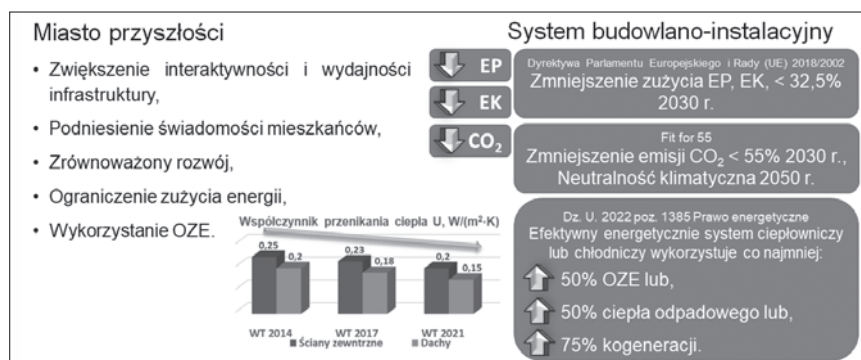 Miasto przyszłości
• Zwiększenie interaktywności i wydajności
infrastruktury,
• Podniesienie świadomości mieszkańców,
• Zrównoważony rozwój,
• Ograniczenie zużycia energii,
• Wykorzystanie OZE.
Współczynnik przenikania ciepła U, W/(m²·K)
0,25
0,2
0,23
0,18
0,2
0,15
WT 2014
WT 2017
WT 2021
Ściany zewntrzne
Dachy
System budowlano-instalacyjny
EP
EK
CO₂
Dyrektywa Parlamentu Europejskiego i Rady (UE) 2018/2002
Zmniejszenie zużycia EP, EK, < 32,5%
2030 r.
Fit for 55
Zmniejszenie emisji CO₂ < 55% 2030 r.,
Neutralność klimatyczna 2050 r.
Dz. U. 2022 poz. 1385 Prawo energetyczne
Efektywny energetycznie system ciepłowniczy
lub chłodniczy wykorzystuje co najmniej:
50% OZE lub,
50% ciepła odpadowego lub,
75% kogeneracji.